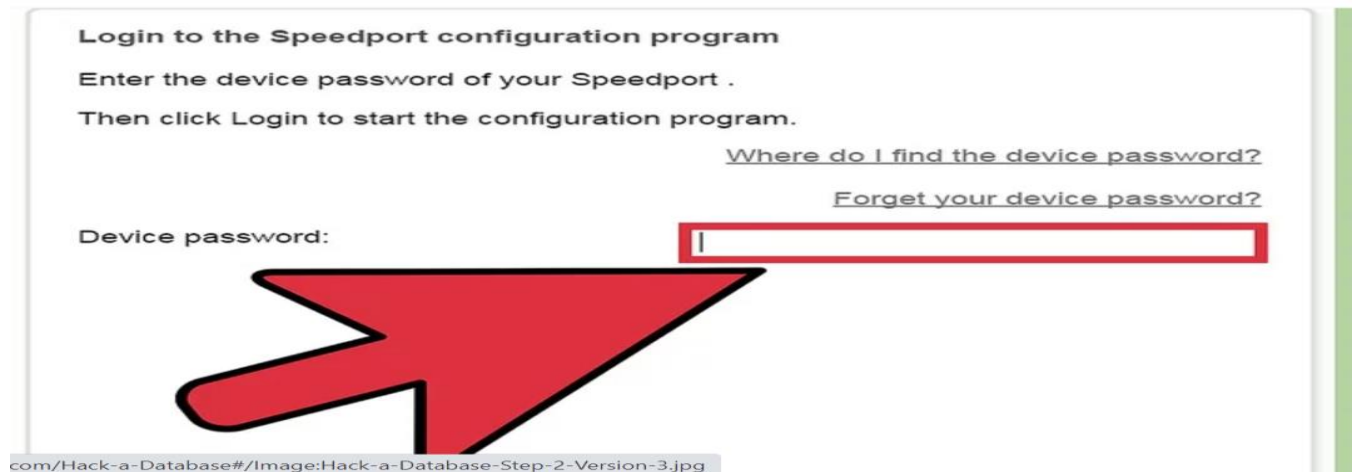 Login to the Speedport configuration program
Enter the device password of your Speedport .
Then click Login to start the configuration program.
Where do I find the device password?
Forget your device password?
Device password:
com/Hack-a-Database#/Image:Hack-a-Database-Step-2-Version-3.jpg